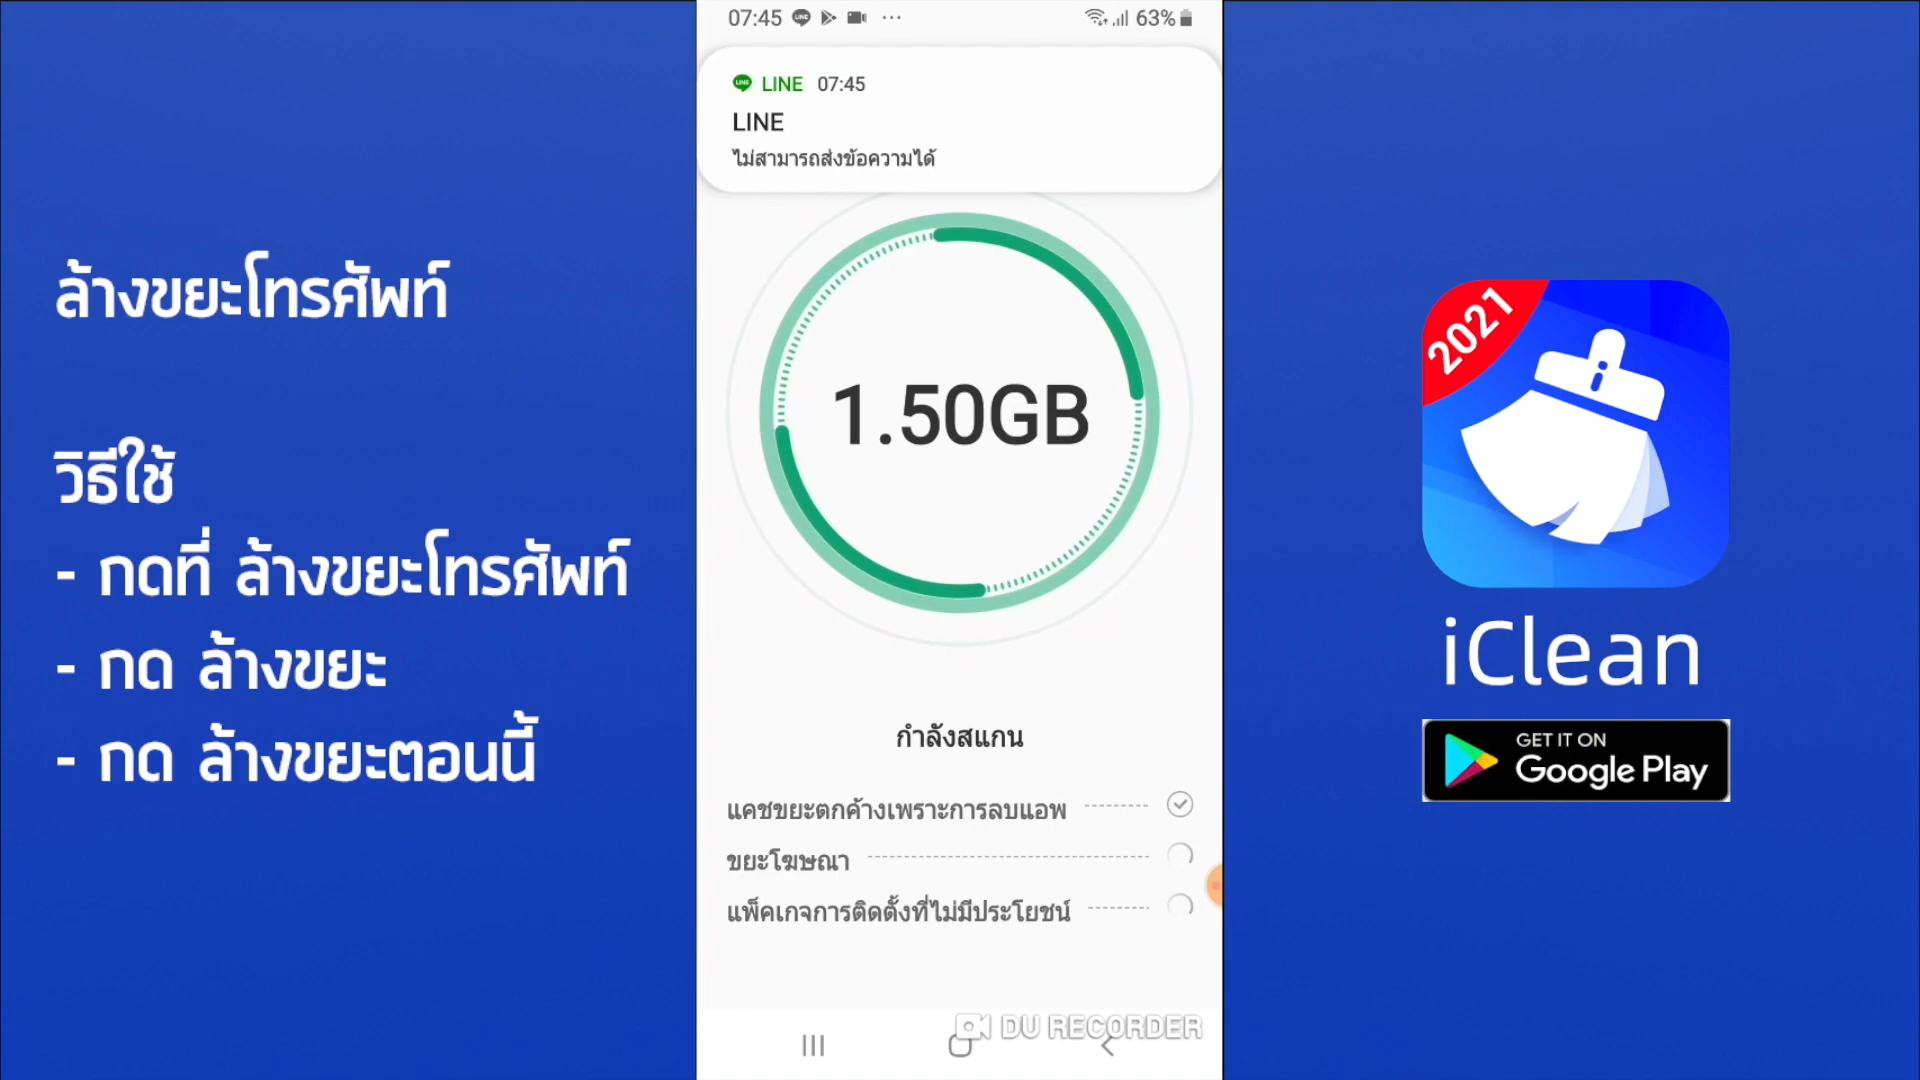 ล้างขยะโทรศัพท์
วิธีใช้
- กดที่ ล้างขยะโทรศัพท์
- กด ล้างขยะ
- กด ล้างขยะตอนนี้
07:45 63%
LINE 07:45
LINE
ไม่สามารถส่งข้อความได้
1.50GB
กำลังสแกน
แคชขยะตกค้างเพราะการลบแอพ
ขยะโฆษณา
แพ็คเกจการติดตั้งที่ไม่มีประโยชน์
DU RECORDER
2021
iClean
GET IT ON
Google Play